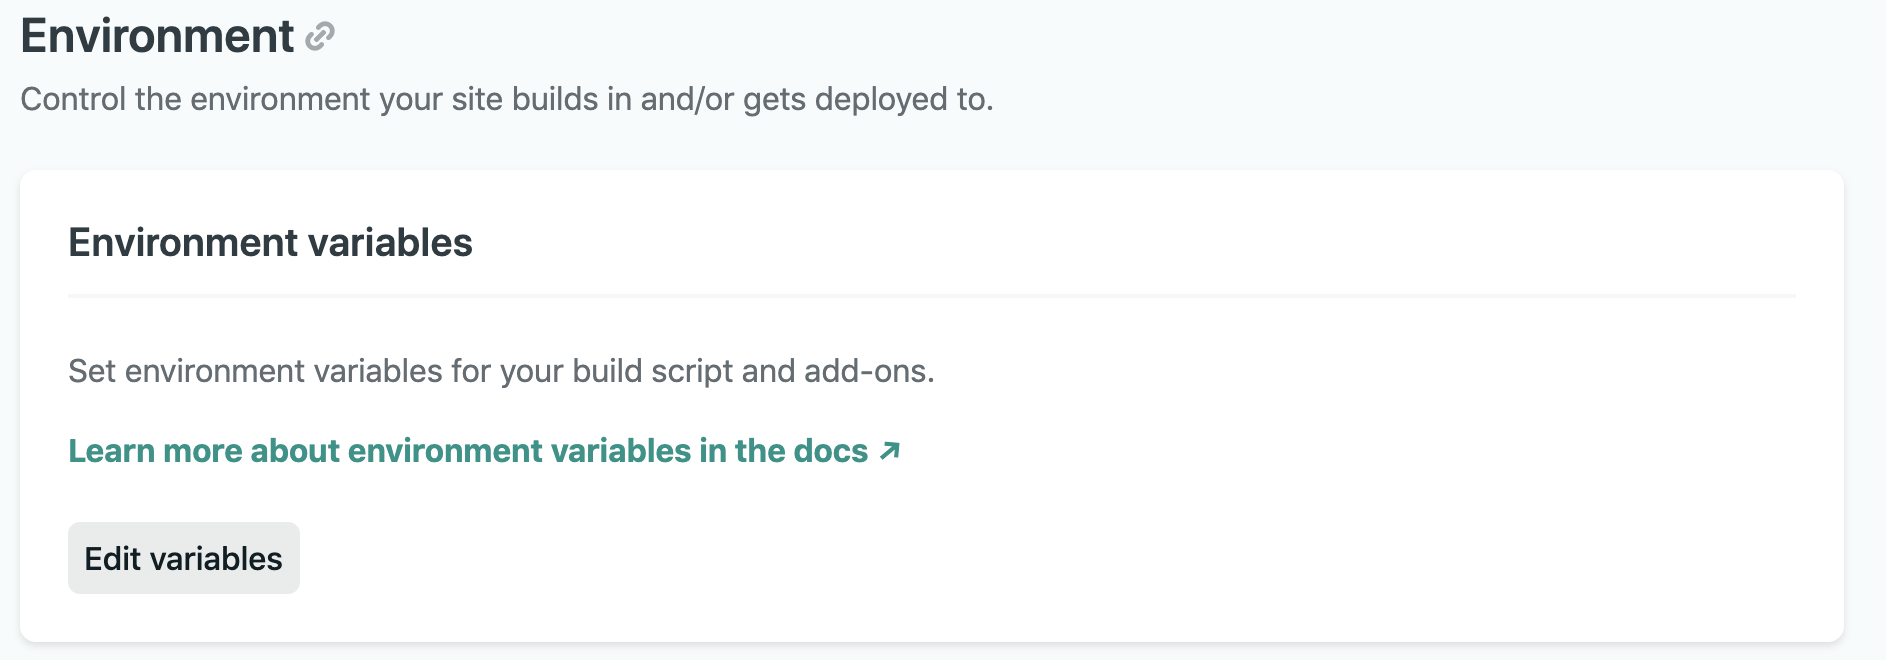 Environment
Control the environment your site builds in and/or gets deployed to.
Environment variables
Set environment variables for your build script and add-ons.
Learn more about environment variables in the docs ↗
Edit variables